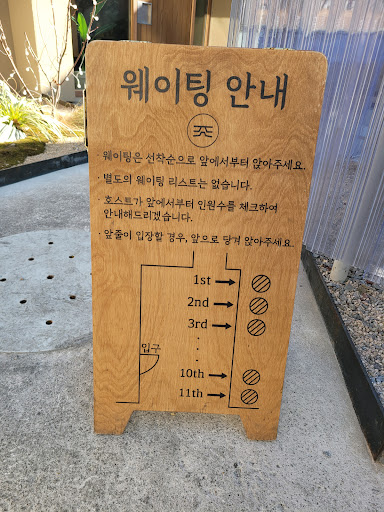 웨이팅 안내
· 웨이팅은 선착순으로 앞에서부터 앉아주세요.
· 별도의 웨이팅 리스트는 없습니다.
· 호스트가 앞에서부터 인원수를 체크하여
안내해드리겠습니다.
· 앞줄이 입장할 경우, 앞으로 당겨 앉아주세요.
1st
2nd
3rd
입구
10th
11th